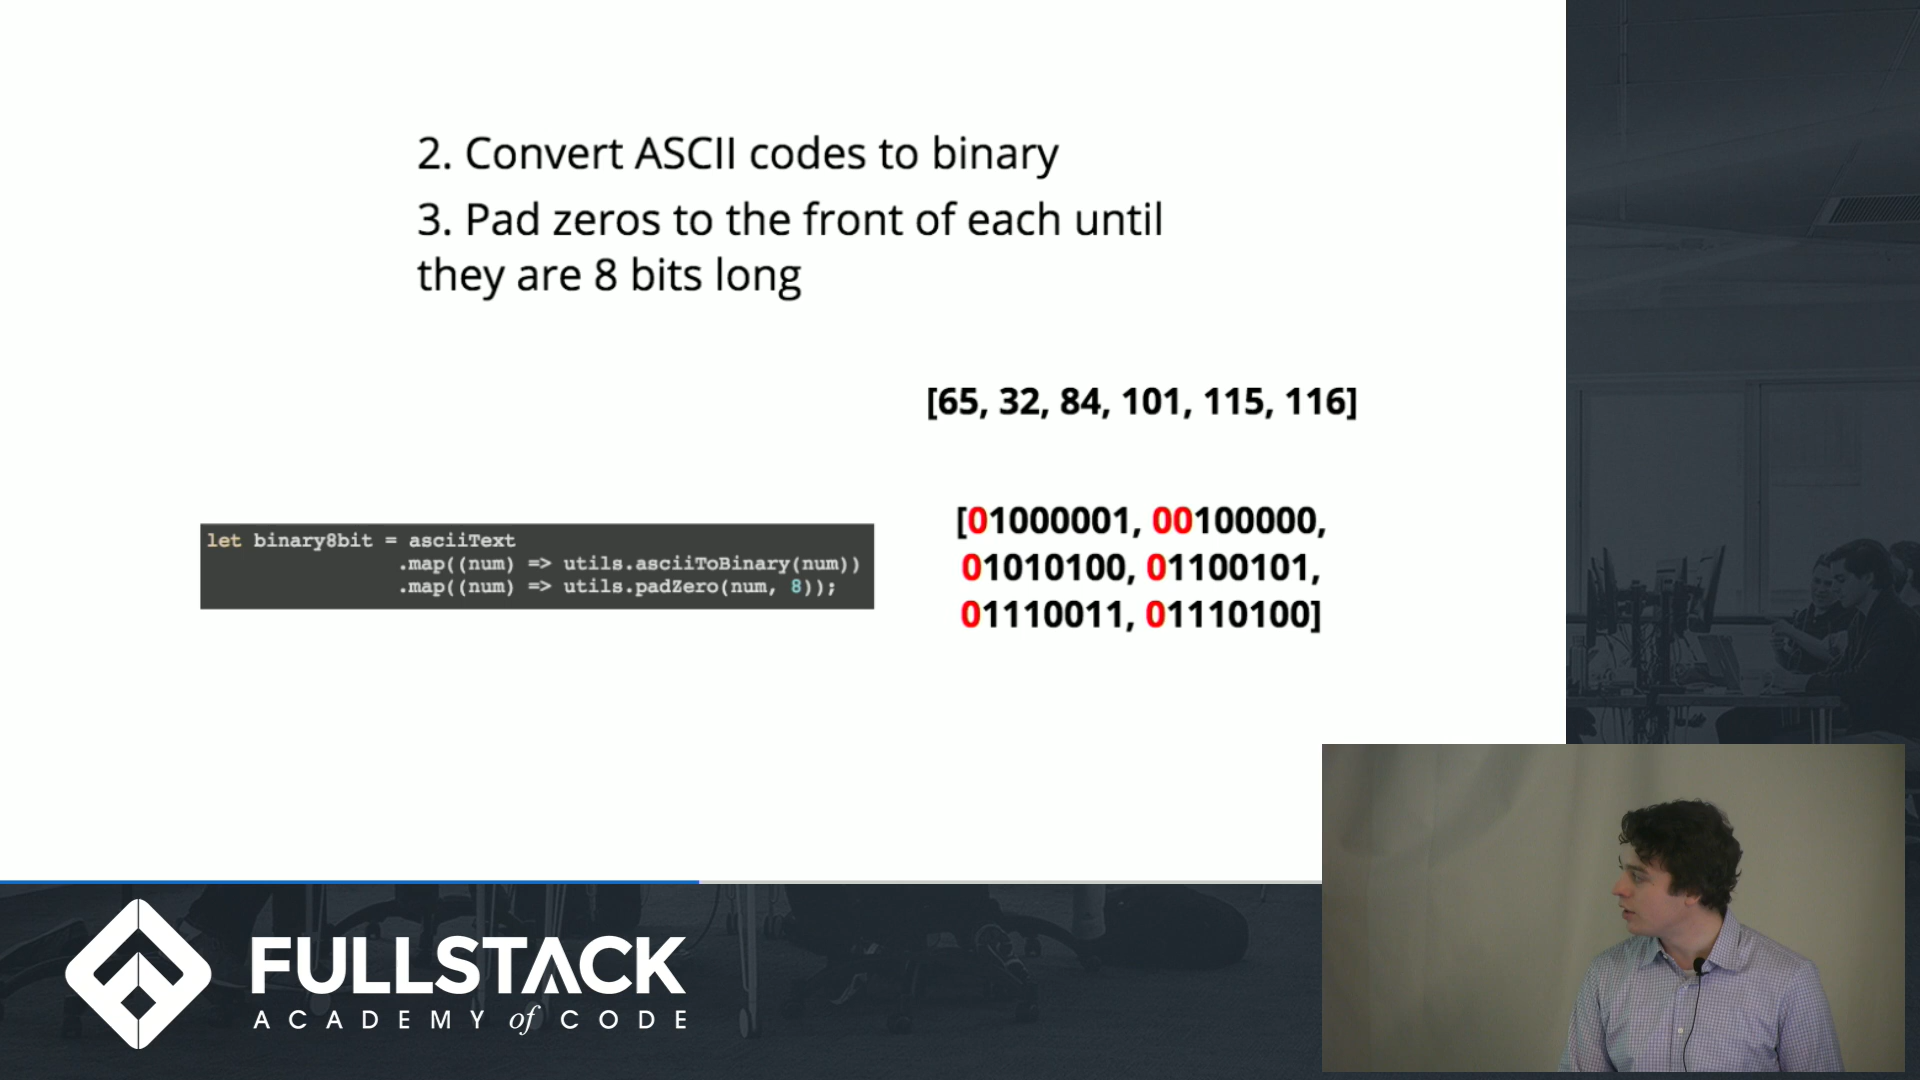 2. Convert ASCII codes to binary
3. Pad zeros to the front of each until
they are 8 bits long
[65, 32, 84, 101, 115, 116]
let binary8bit = asciiText
.map((num) => utils.asciiToBinary(num))
.map((num) => utils.padZero(num, 8));
[01000001, 00100000,
01010100, 01100101,
01110011, 01110100]
FULLSTACK
ACADEMY of CODE